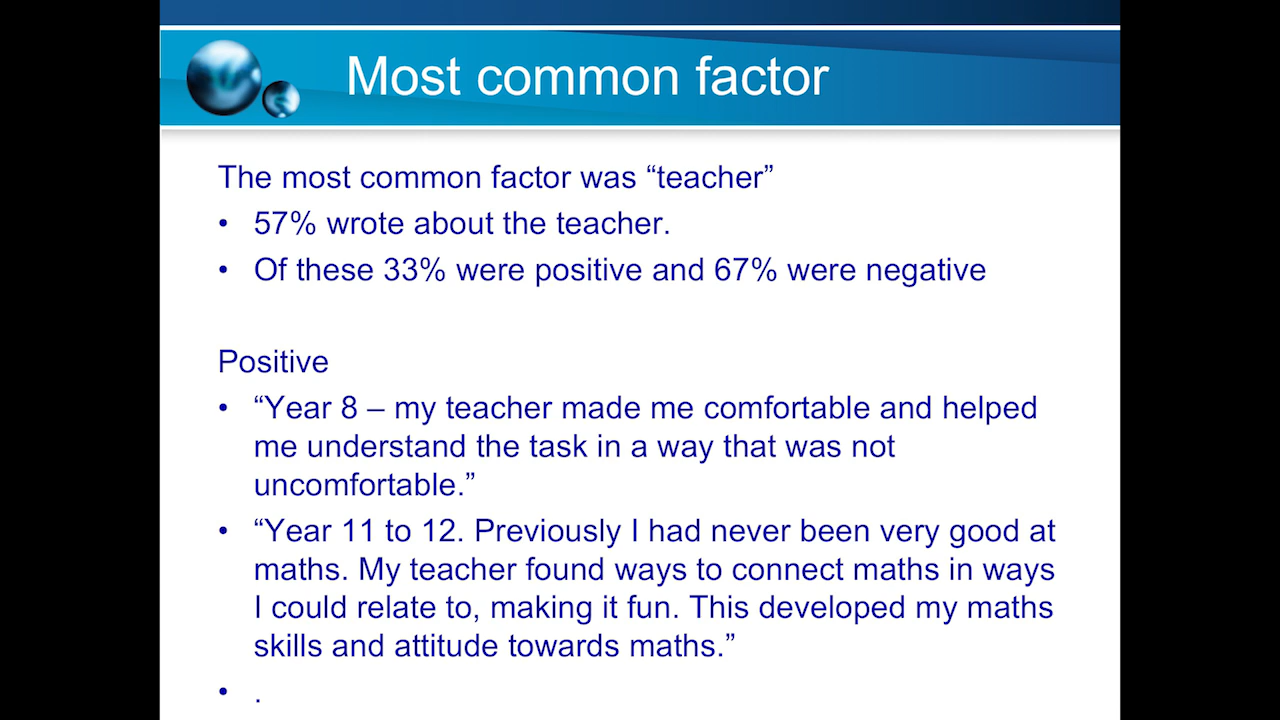 Most common factor
The most common factor was “teacher”
• 57% wrote about the teacher.
• Of these 33% were positive and 67% were negative
Positive
• “Year 8 – my teacher made me comfortable and helped
me understand the task in a way that was not
uncomfortable.”
• “Year 11 to 12. Previously I had never been very good at
maths. My teacher found ways to connect maths in ways
I could relate to, making it fun. This developed my maths
skills and attitude towards maths.”
• .